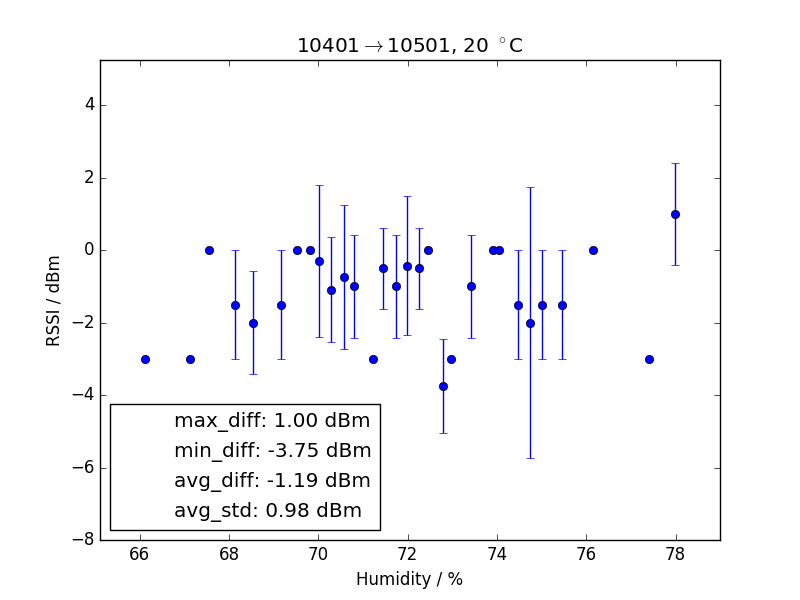 10401→10501, 20 °C
4
2
0
−2
−4
−6
−8
RSSI / dBm
max_diff: 1.00 dBm
min_diff: -3.75 dBm
avg_diff: -1.19 dBm
avg_std: 0.98 dBm
66 68 70 72 74 76 78
Humidity / %